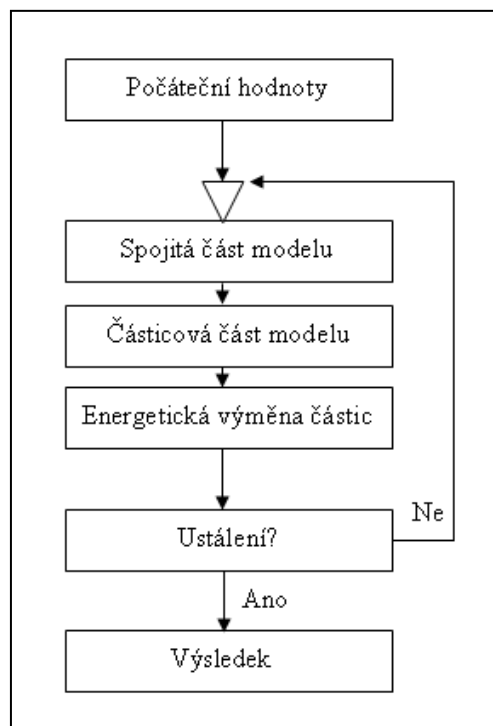 Počáteční hodnoty
Spojitá část modelu
Částicová část modelu
Energetická výměna částic
Ne
Ustálení?
Ano
Výsledek